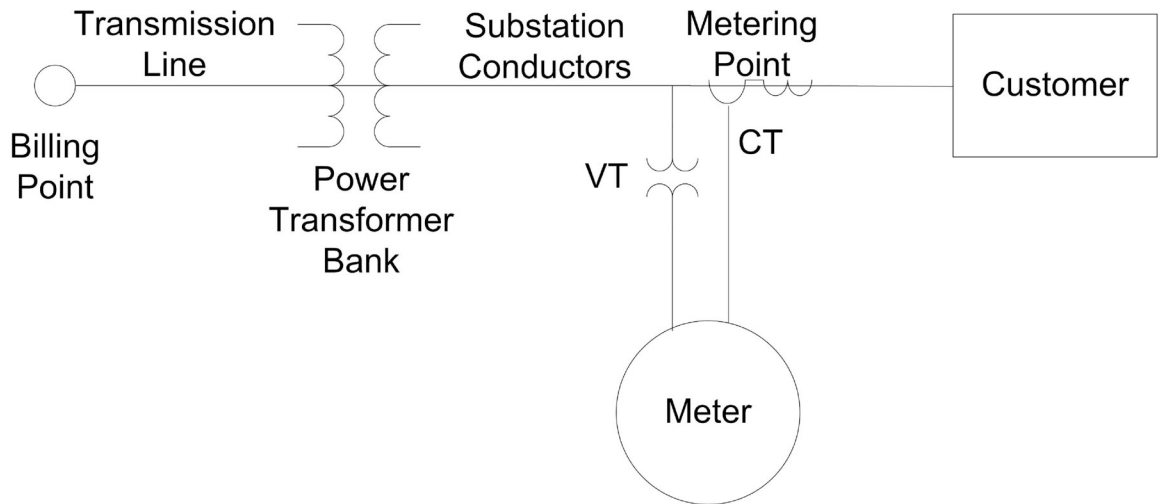 Transmission
Line
Substation
Conductors
Metering
Point
Customer
Billing
Point
Power
Transformer
Bank
VT
CT
Meter